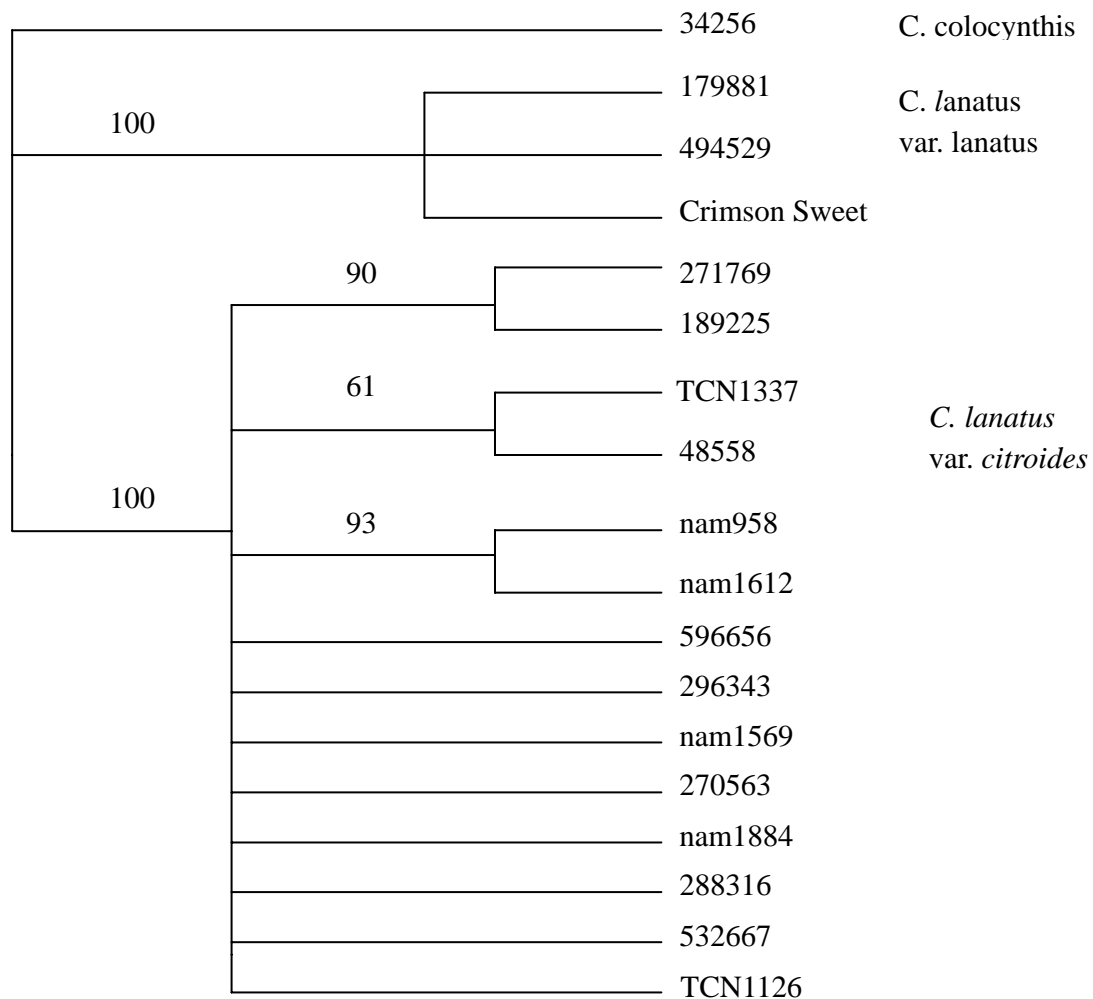 34256 C. colocynthis
179881
C. lanatus
100
var. lanatus
494529
Crimson Sweet
90
271769
189225
61
TCN1337
C. lanatus
48558
var. citroides
100
93
nam958
nam1612
596656
296343
nam1569
270563
nam1884
288316
532667
TCN1126